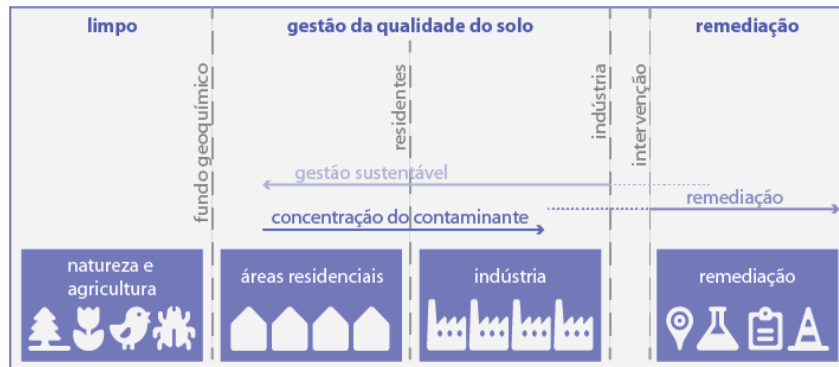 limpo
gestão da qualidade do solo
remediação
fundo geoquímico
residentes
indústria
intervenção
gestão sustentável
remediação
concentração do contaminante
natureza e
agricultura
áreas residenciais
indústria
remediação